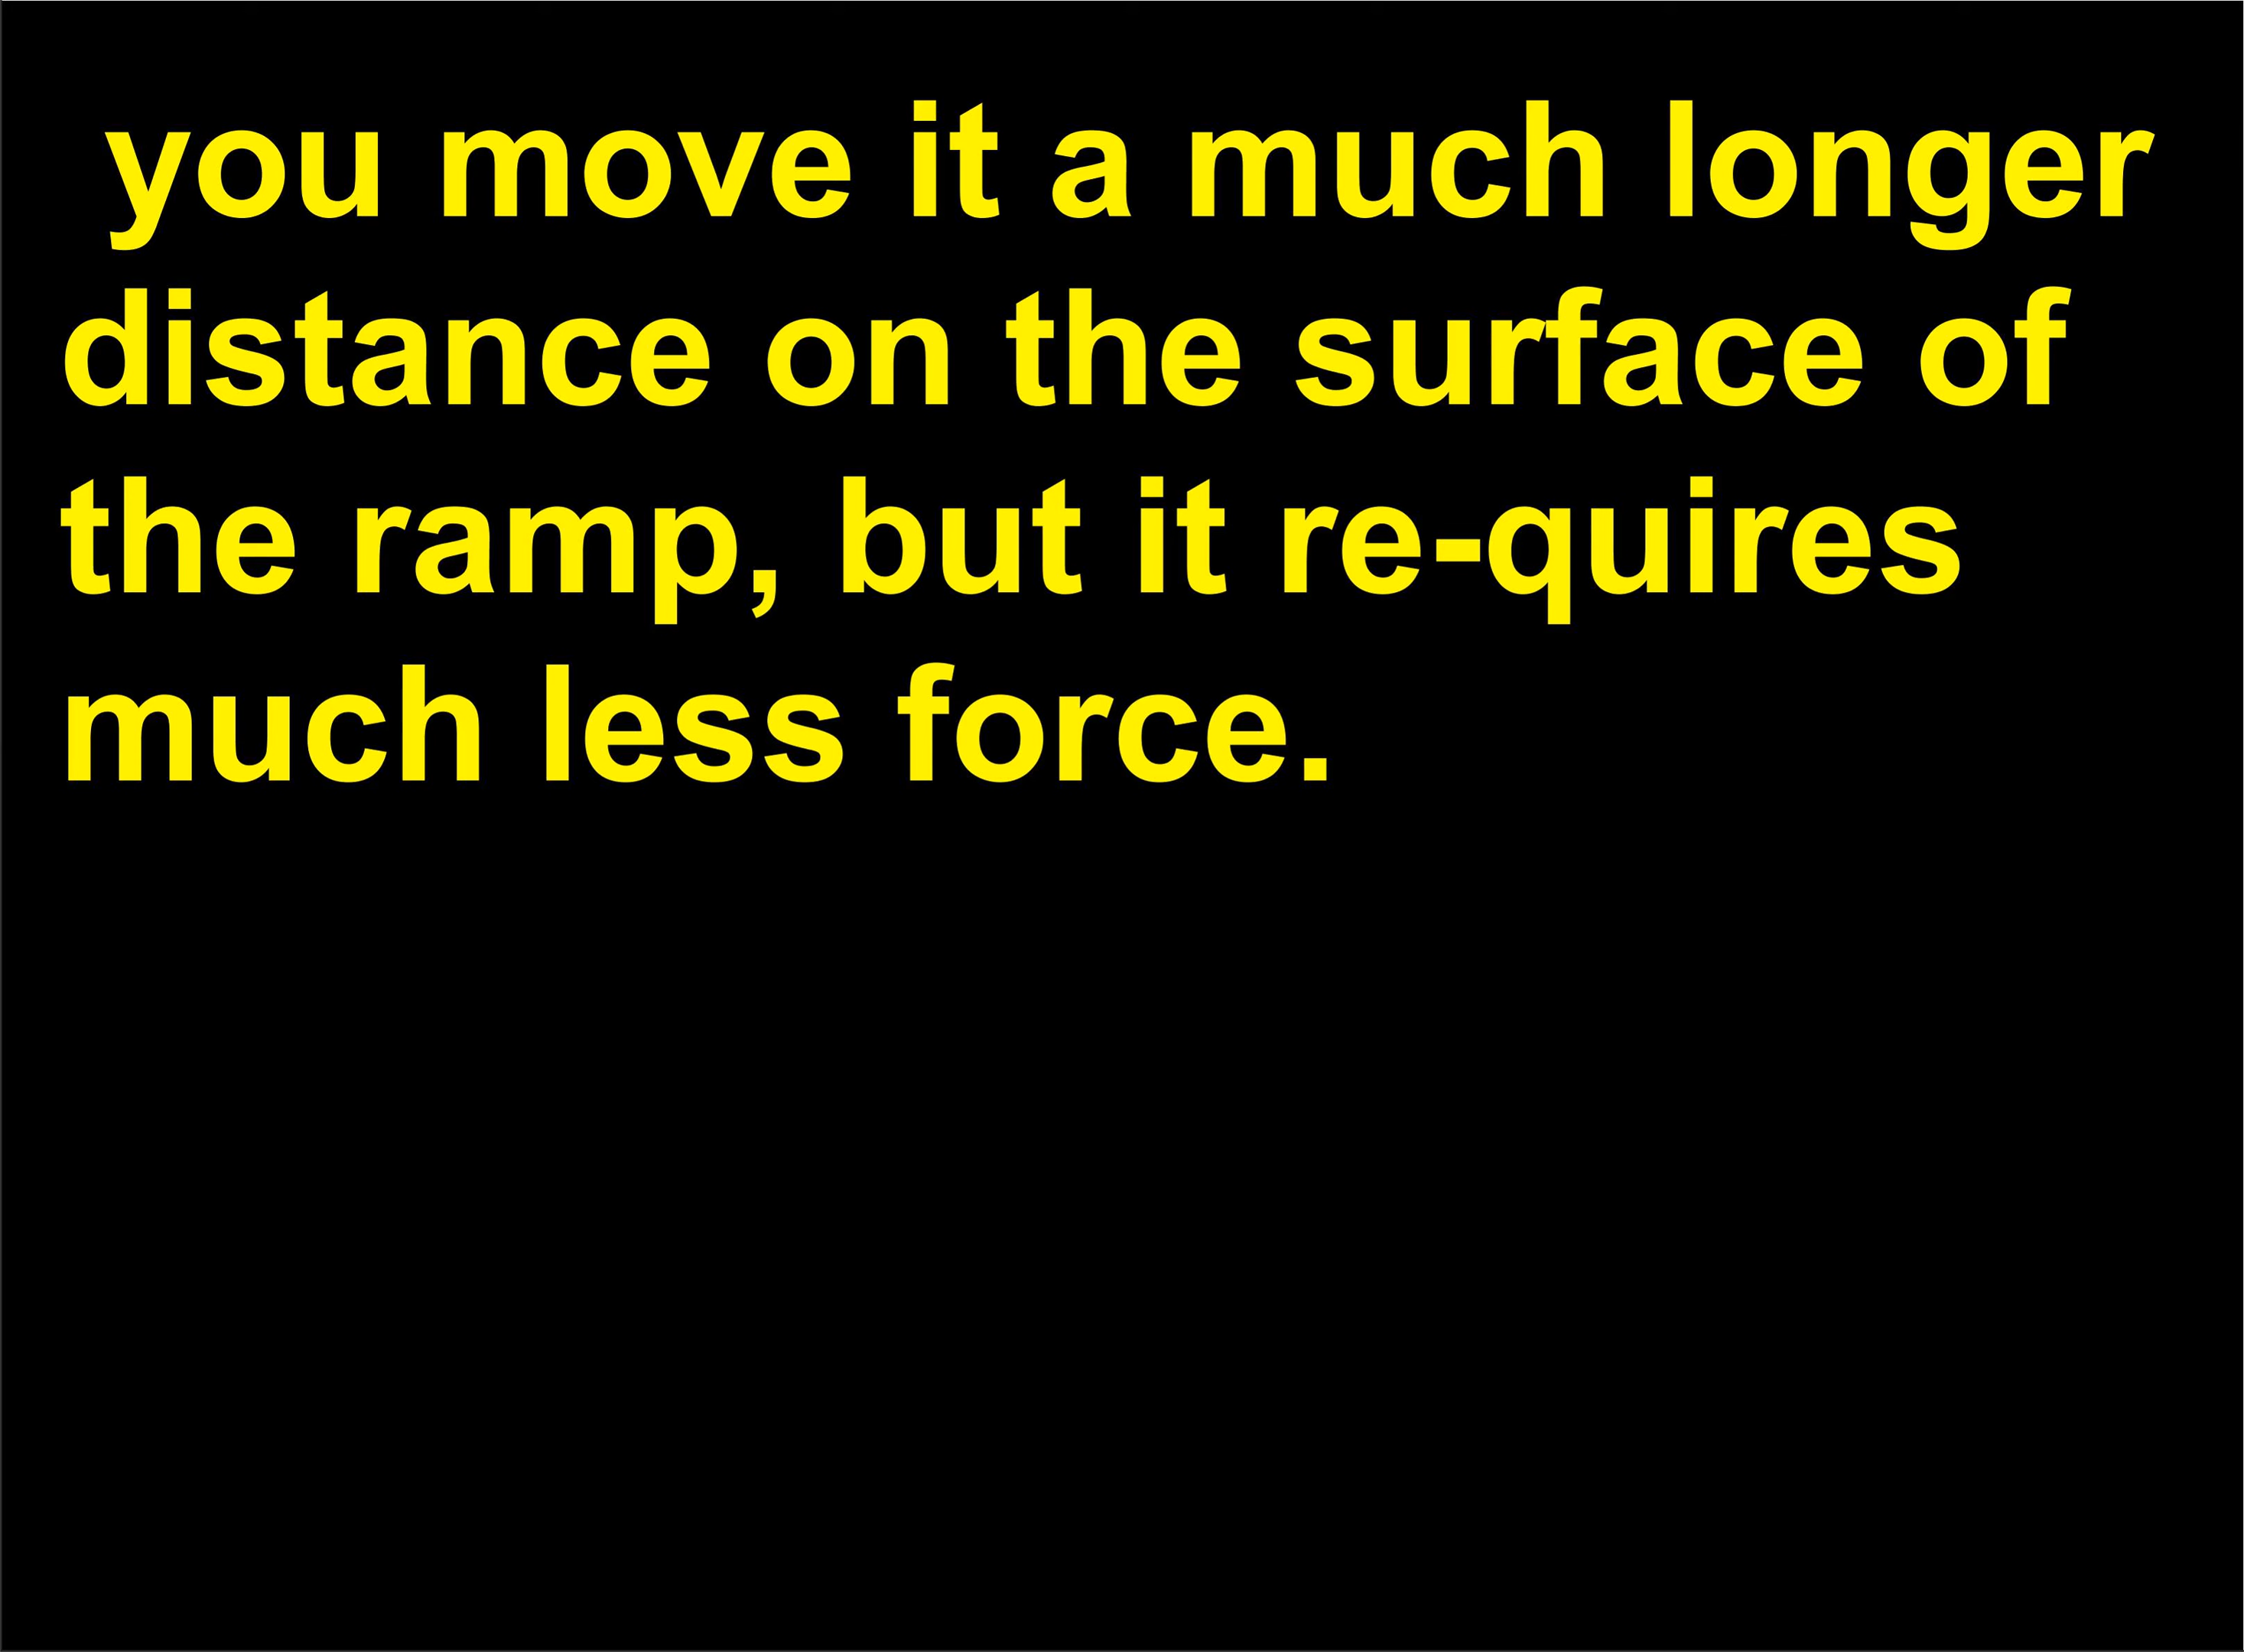 you move it a much longer
distance on the surface of
the ramp, but it re-quires
much less force.